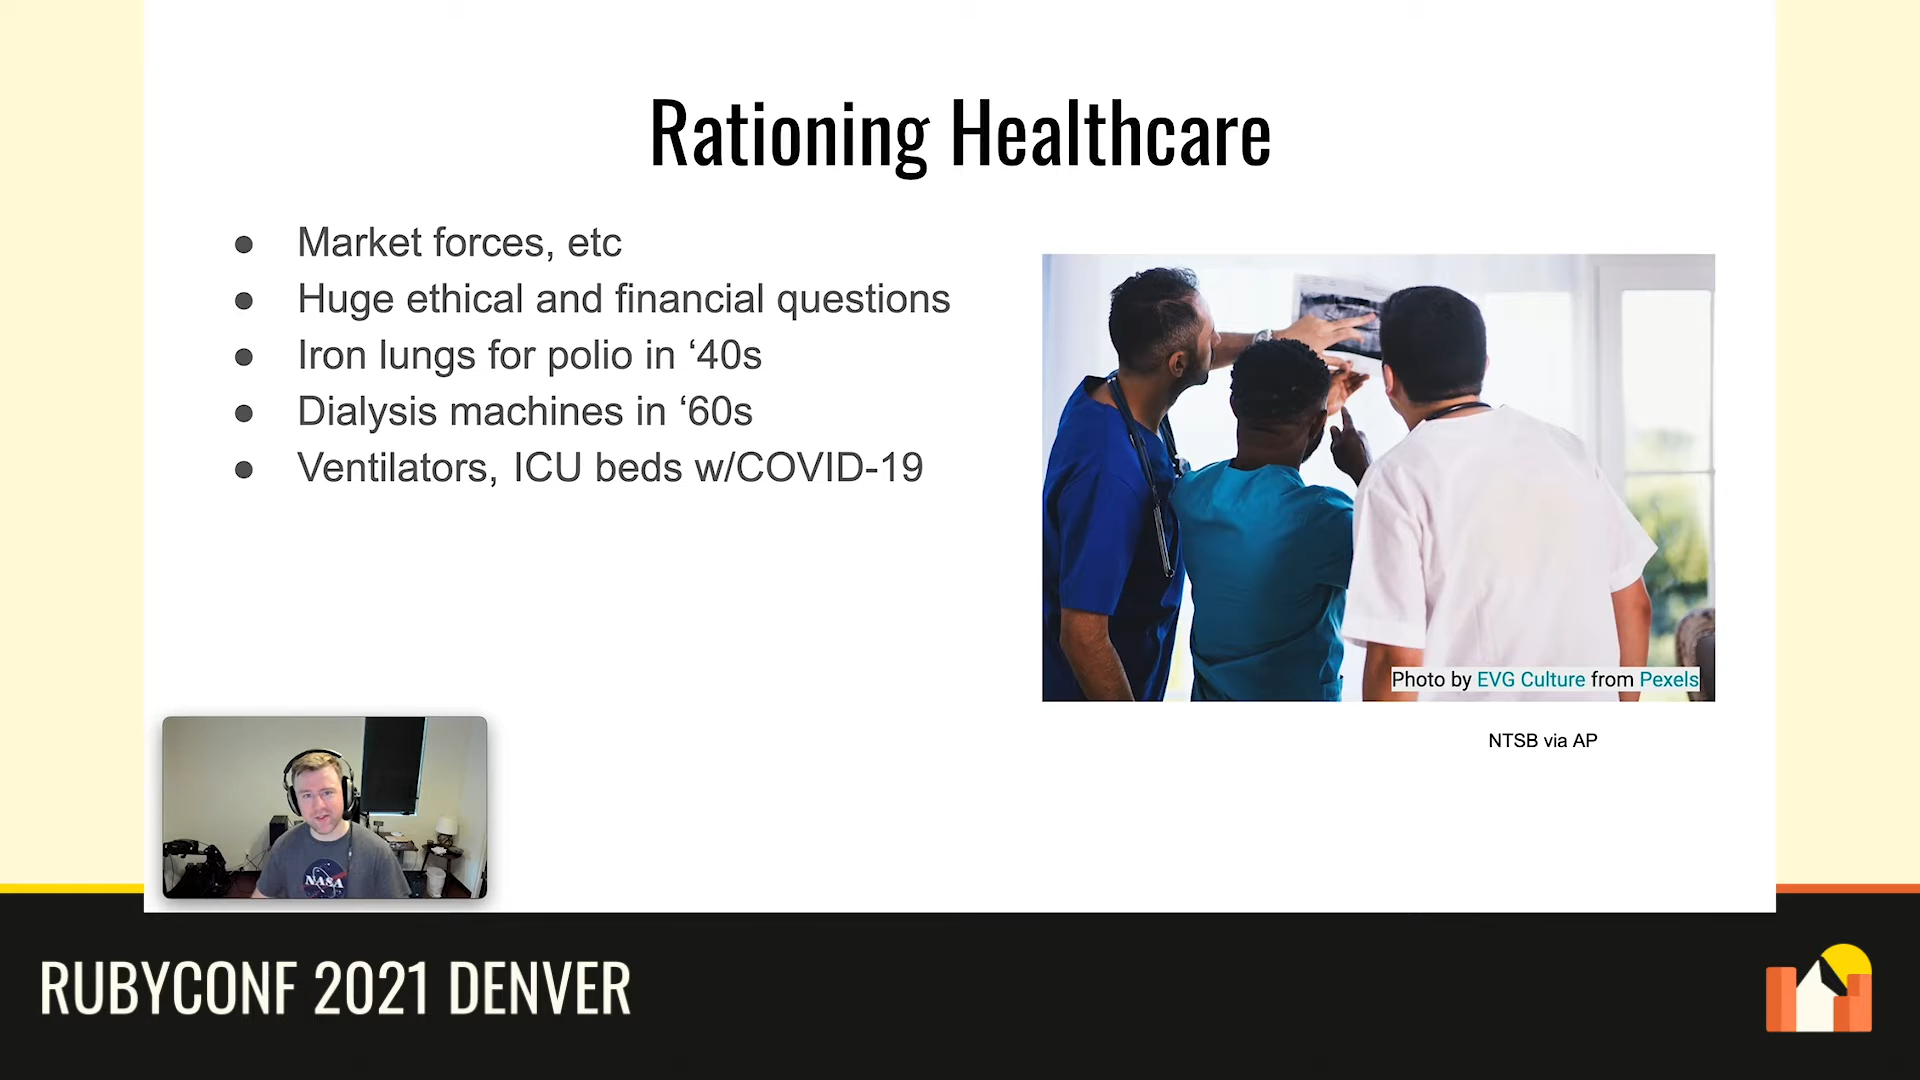 Rationing Healthcare
● Market forces, etc
● Huge ethical and financial questions
● Iron lungs for polio in ‘40s
● Dialysis machines in ‘60s
● Ventilators, ICU beds w/COVID-19
Photo by EVG Culture from Pexels
NTSB via AP
NASA
RUBYCONF 2021 DENVER